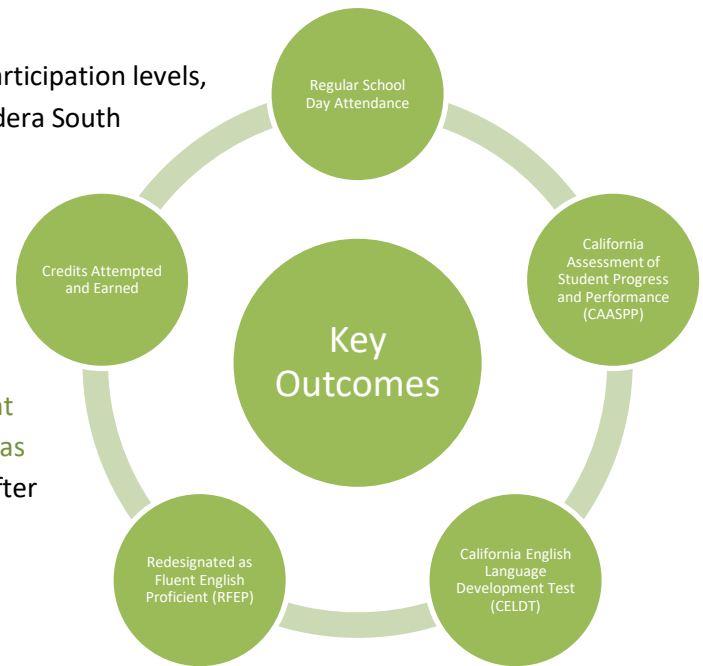 articipation levels,
dera South
Regular School
Day Attendance
Credits Attempted
and Earned
California
Assessment of
Student Progress
and Performance
(CAASPP)
Key
Outcomes
as
fter
Redesignated as
Fluent English
Proficient (RFEP)
California English
Language
Development Test
(CELDT)